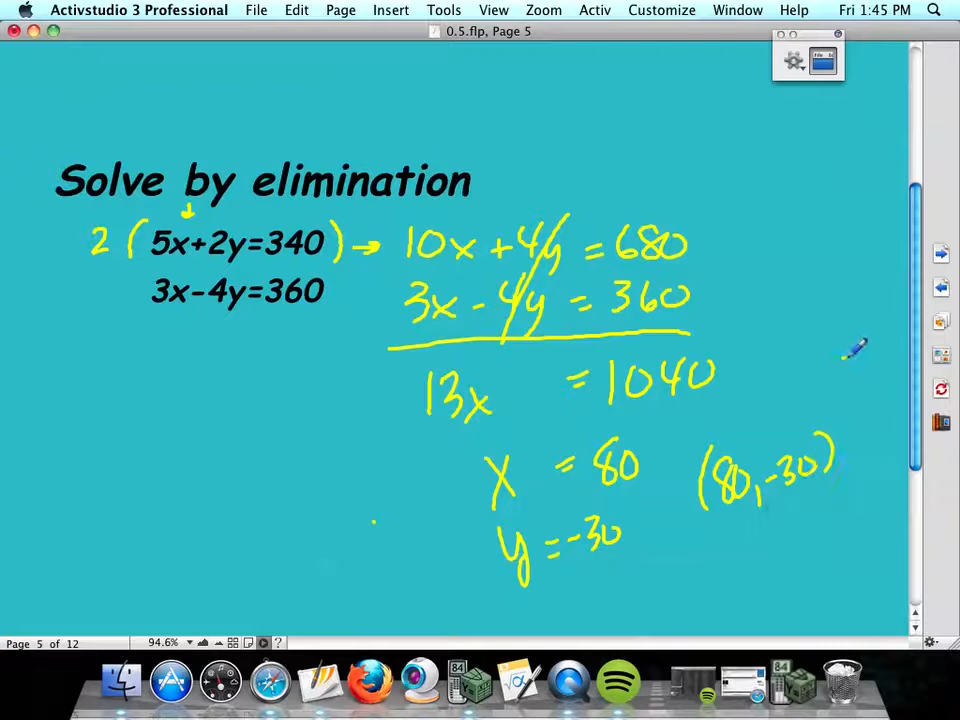 Activstudio 3 Professional File Edit Page Insert Tools View Zoom Activ Customize Window Help Fri 1:45 PM
0.5.flp, Page 5
Solve by elimination
2 ( 5x+2y=340 ) → 10x + 4y = 680
3x-4y=360 3x - 4y = 360
13x = 1040
x = 80 (80, -30)
y = -30
Page 5 of 12 94.6% ?
84 84